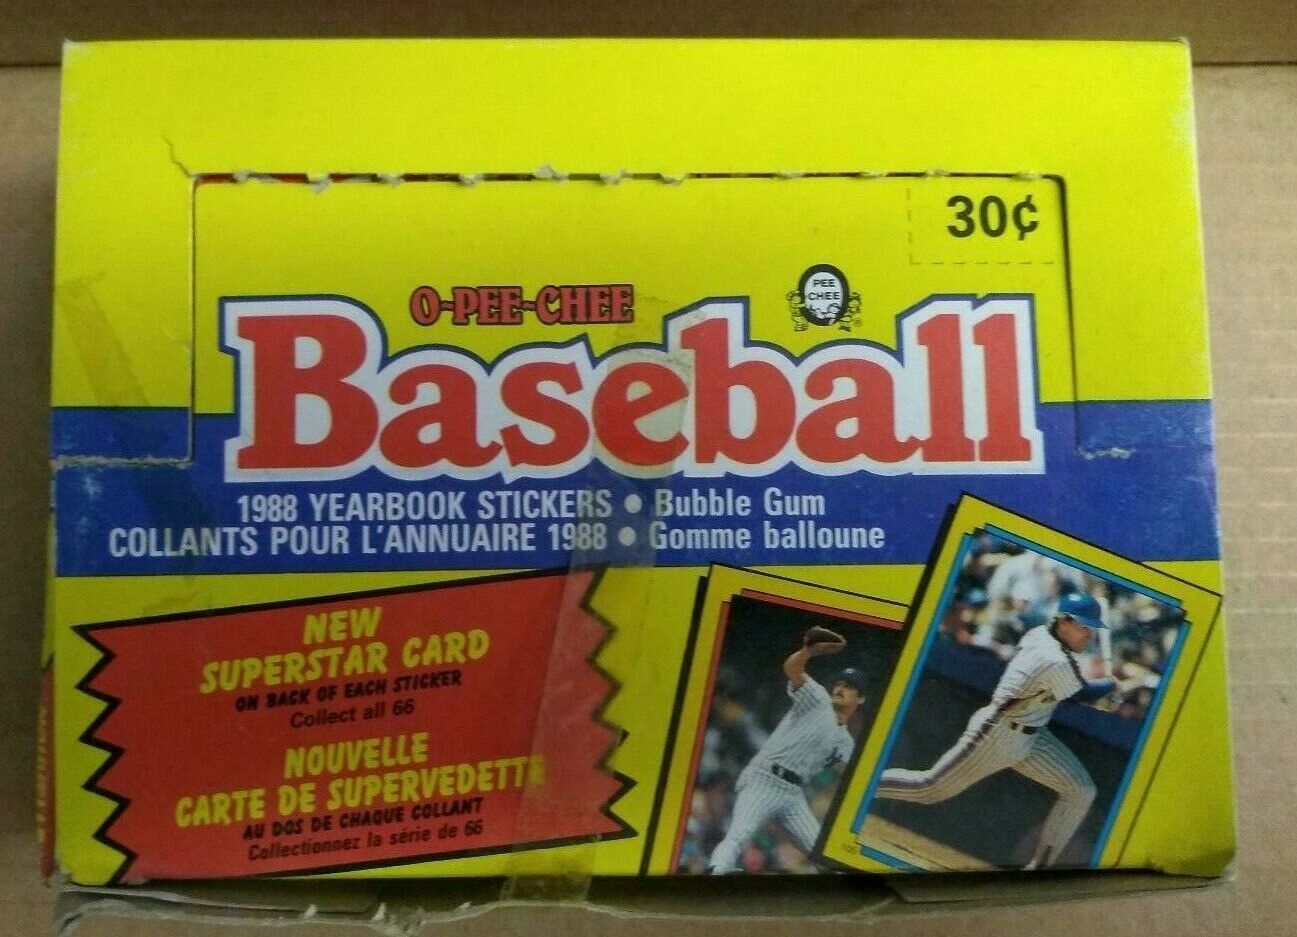 30¢
O-PEE-CHEE
PEE
CHEE
Baseball
1988 YEARBOOK STICKERS • Bubble Gum
COLLANTS POUR L'ANNUAIRE 1988 • Gomme balloune
NEW
SUPERSTAR CARD
ON BACK OF EACH STICKER
Collect all 66
NOUVELLE
CARTE DE SUPERVEDETTE
AU DOS DE CHAQUE COLLANT
Collectionnez la série de 66